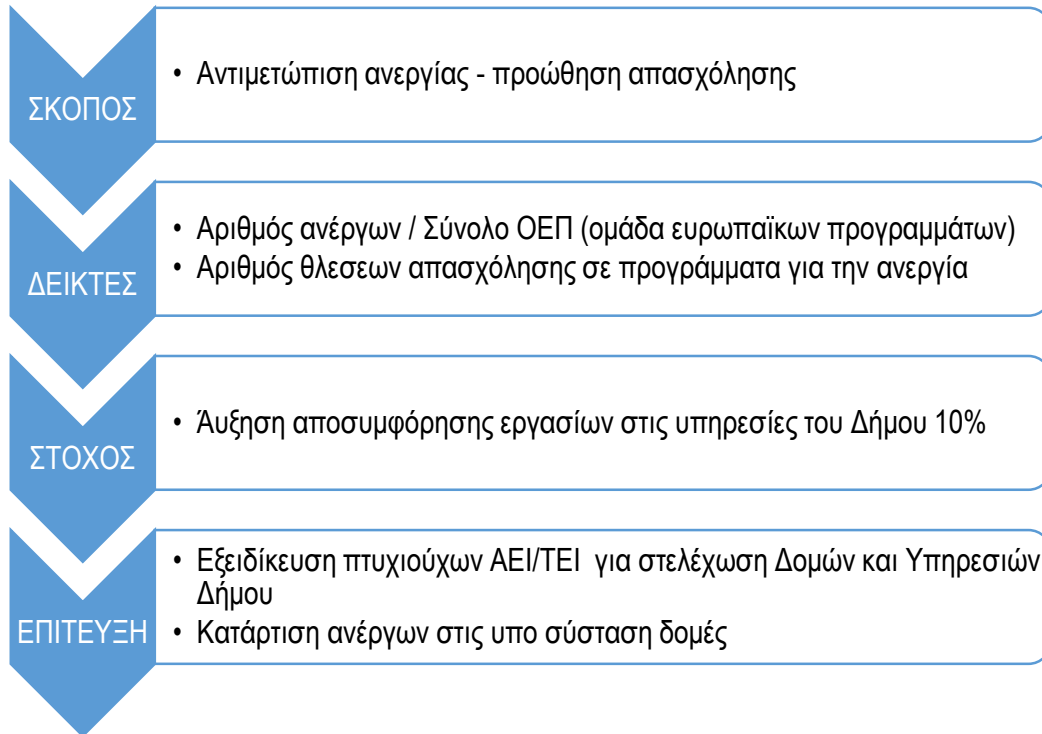 ΣΚΟΠΟΣ
• Αντιμετώπιση ανεργίας - προώθηση απασχόλησης
ΔΕΙΚΤΕΣ
• Αριθμός ανέργων / Σύνολο ΟΕΠ (ομάδα ευρωπαϊκων προγραμμάτων)
• Αριθμός θλεσεων απασχόλησης σε προγράμματα για την ανεργία
ΣΤΟΧΟΣ
• Άυξηση αποσυμφόρησης εργασίων στις υπηρεσίες του Δήμου 10%
ΕΠΙΤΕΥΞΗ
• Εξειδίκευση πτυχιούχων ΑΕΙ/ΤΕΙ για στελέχωση Δομών και Υπηρεσιών
Δήμου
• Κατάρτιση ανέργων στις υπο σύσταση δομές